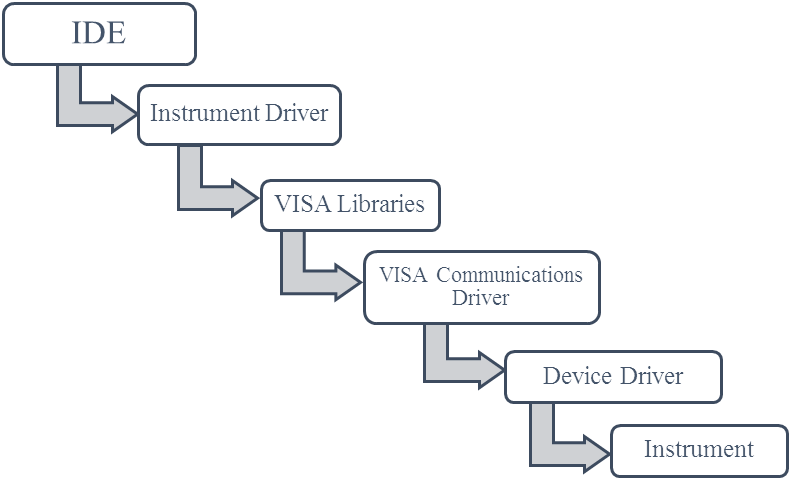 IDE
Instrument Driver
VISA Libraries
VISA Communications
Driver
Device Driver
Instrument